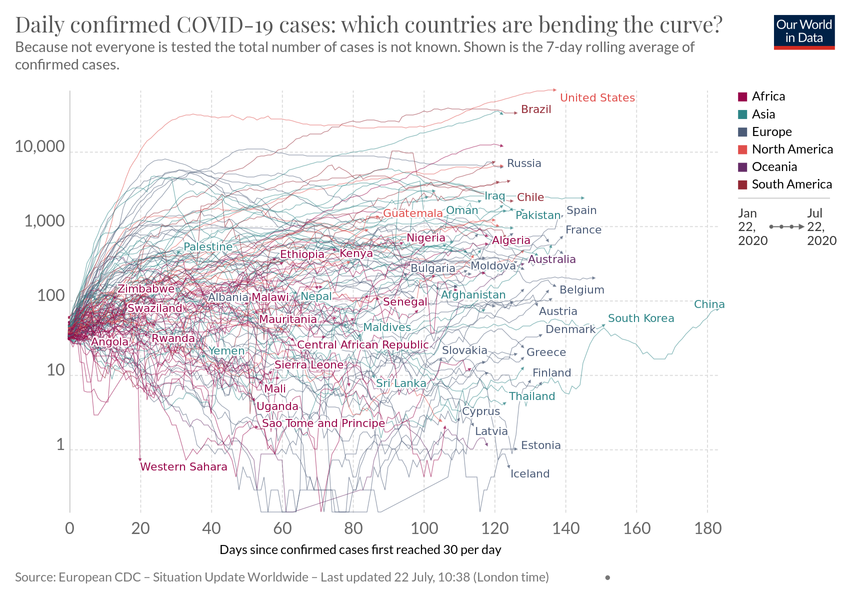 Daily confirmed COVID-19 cases: which countries are bending the curve?
Because not everyone is tested the total number of cases is not known. Shown is the 7-day rolling average of
confirmed cases.
Our World
in Data
United States
Brazil
Russia
Iraq
Chile
Guatemala
Oman
Pakistan
Spain
France
Nigeria
Algeria
Palestine
Ethiopia
Kenya
Australia
Bulgaria
Moldova
Zimbabwe
Belgium
Albania
Malawi
Nepal
Senegal
Afghanistan
Swaziland
Austria
China
Mauritania
South Korea
Maldives
Denmark
Angola
Rwanda
Central African Republic
Yemen
Slovakia
Greece
Sierra Leone
Finland
Mali
Sri Lanka
Thailand
Uganda
Cyprus
Sao Tome and Principe
Latvia
Estonia
Western Sahara
Iceland
10,000
1,000
100
10
1
0 20 40 60 80 100 120 140 160 180
Days since confirmed cases first reached 30 per day
Africa
Asia
Europe
North America
Oceania
South America
Jan
22,
2020
Jul
22,
2020
Source: European CDC – Situation Update Worldwide – Last updated 22 July, 10:38 (London time)